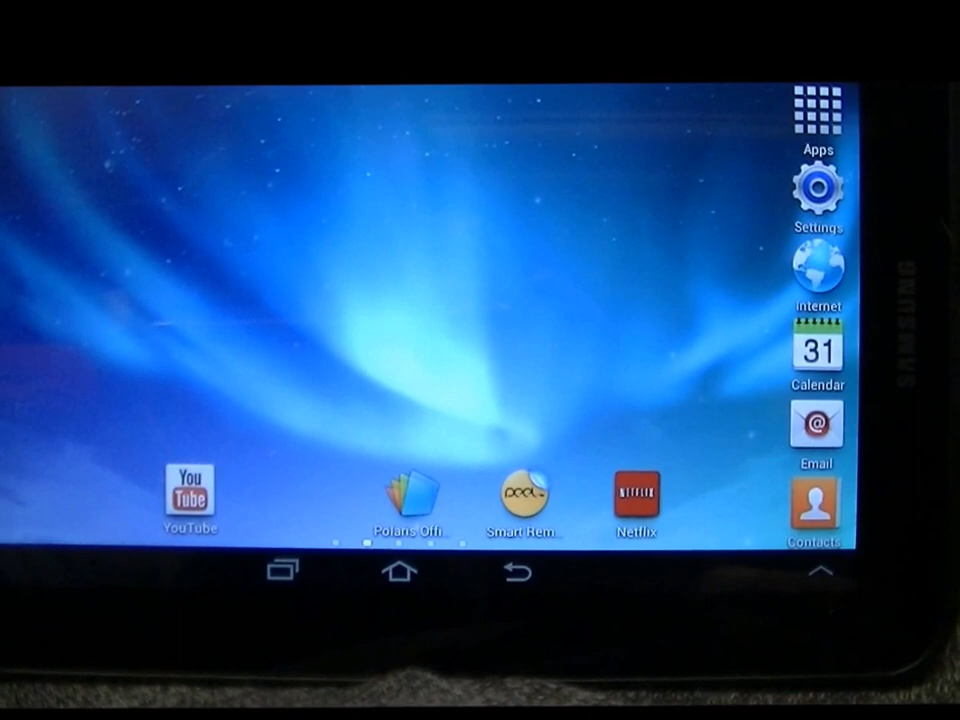 Apps
Settings
Internet
31
Calendar
@
Email
Contacts
You
Tube
YouTube
Polaris Offi..
peel
Smart Rem..
NETFLIX
Netflix
SAMSUNG